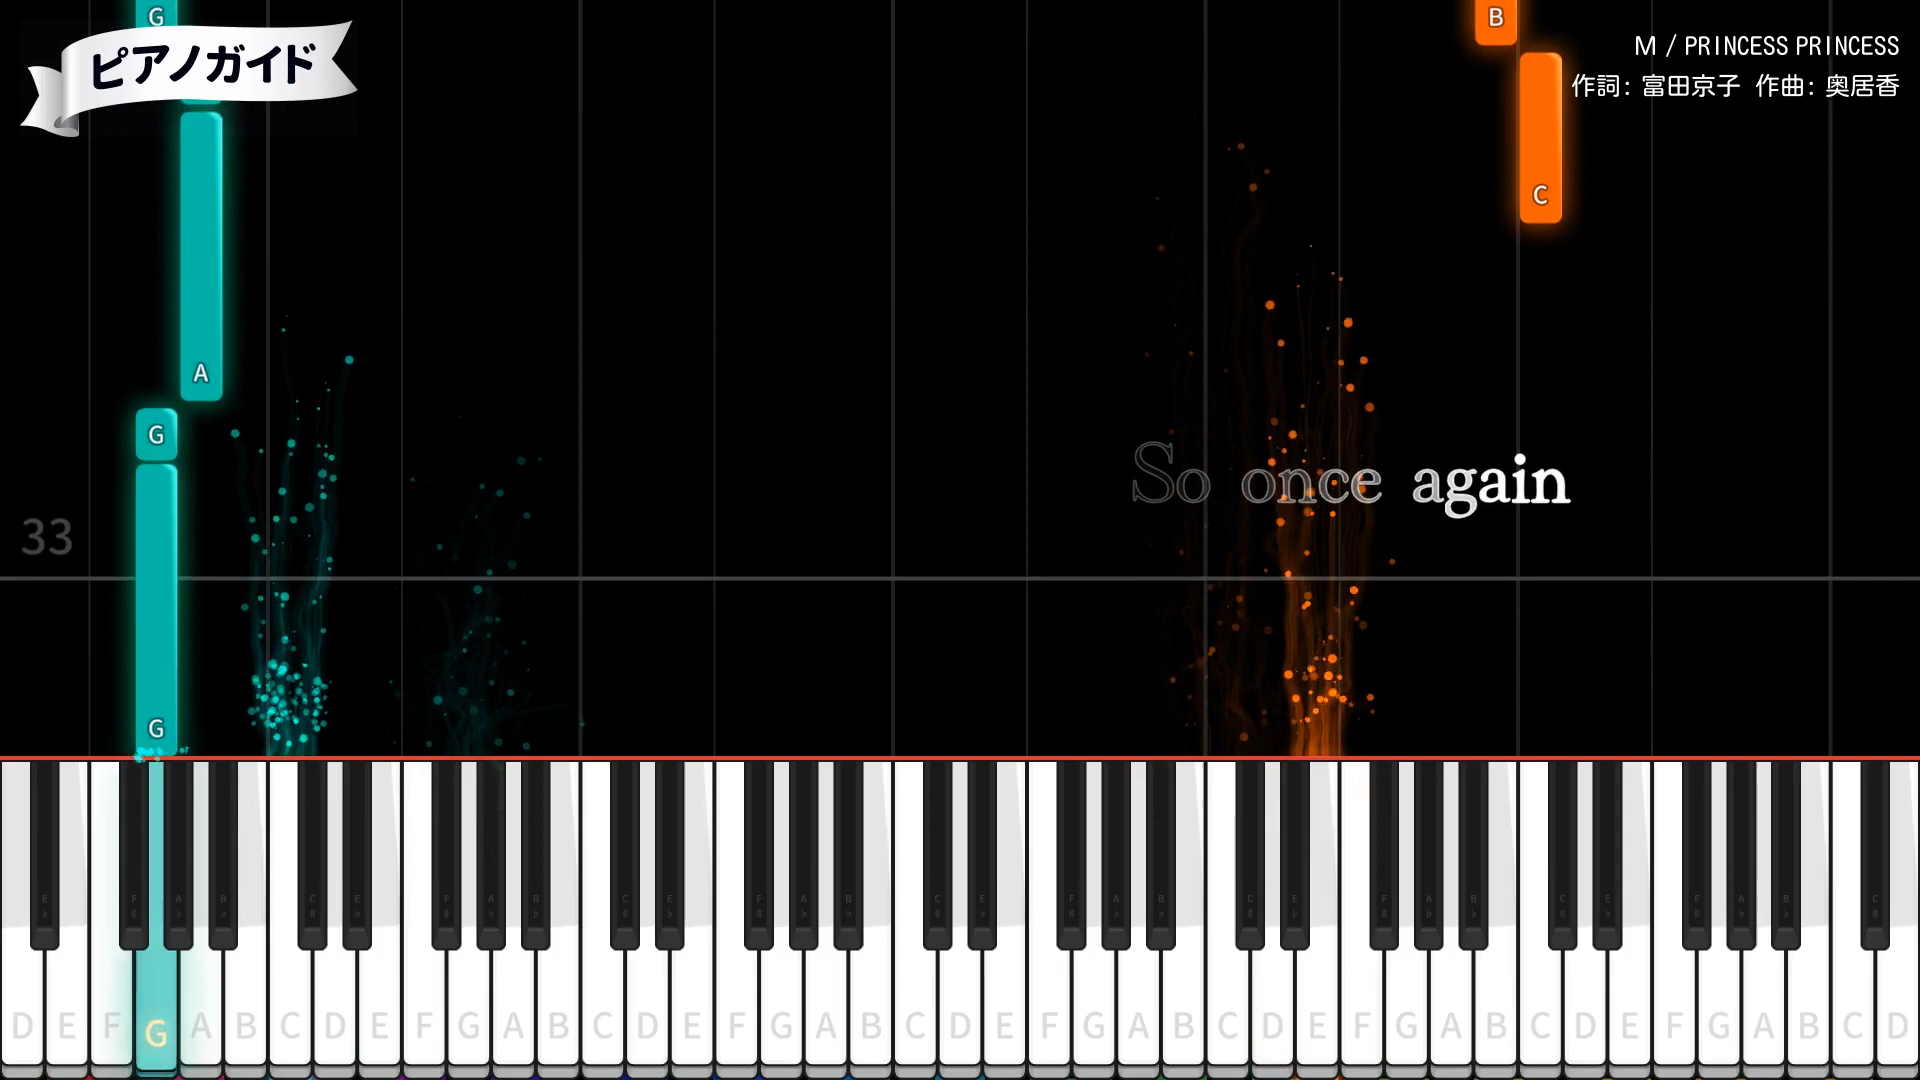 G
ピアノガイド
B
M / PRINCESS PRINCESS
作詞: 富田京子 作曲: 奥居香
C
A
G
So once again
33
G
E♭ F♯ A♭ B♭ C♯ E♭ F♯ A♭ B♭ C♯ E♭ F♯ A♭ B♭ C♯ E♭ F♯ A♭ B♭ C♯ E♭ F♯ A♭ B♭ C♯ E♭ F♯ A♭ B♭ C♯
D E F G A B C D E F G A B C D E F G A B C D E F G A B C D E F G A B C D E F G A B C D